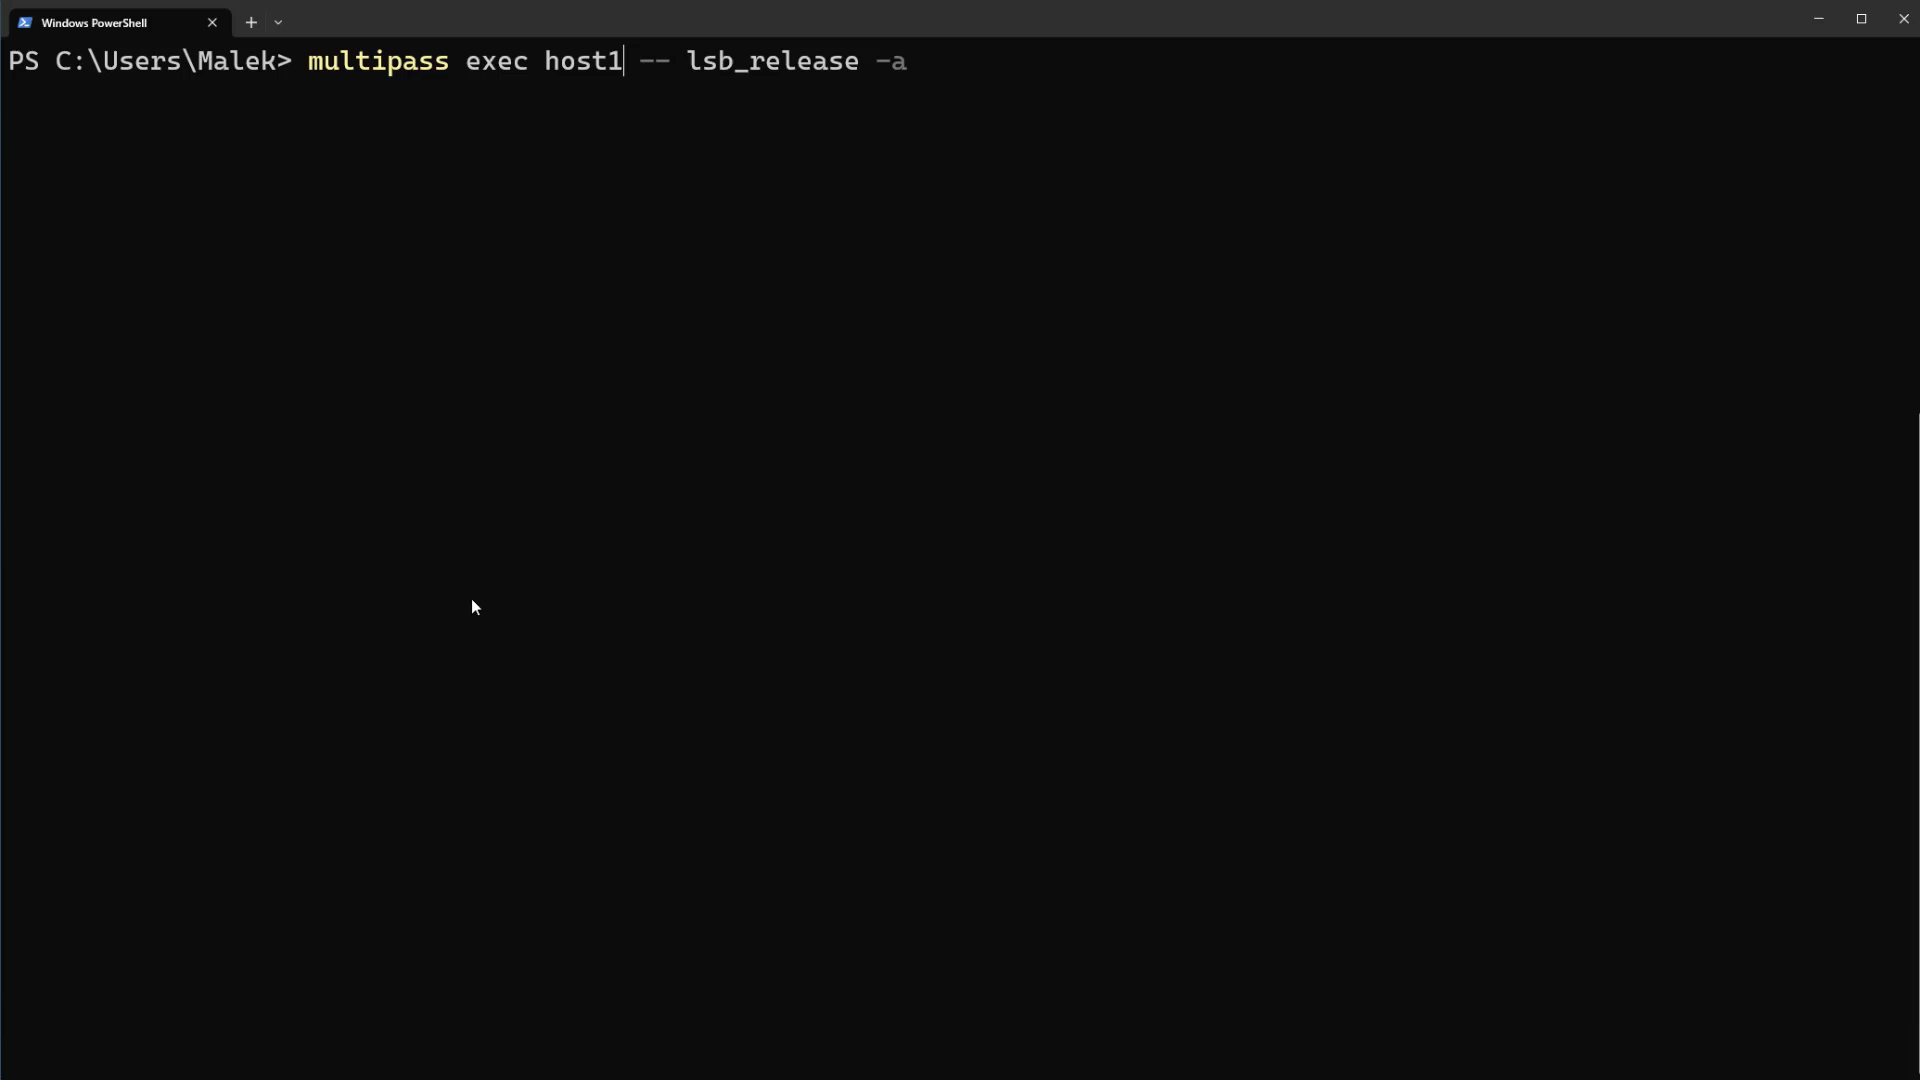 Windows PowerShell
PS C:\Users\Malek> multipass exec host1 -- lsb_release -a